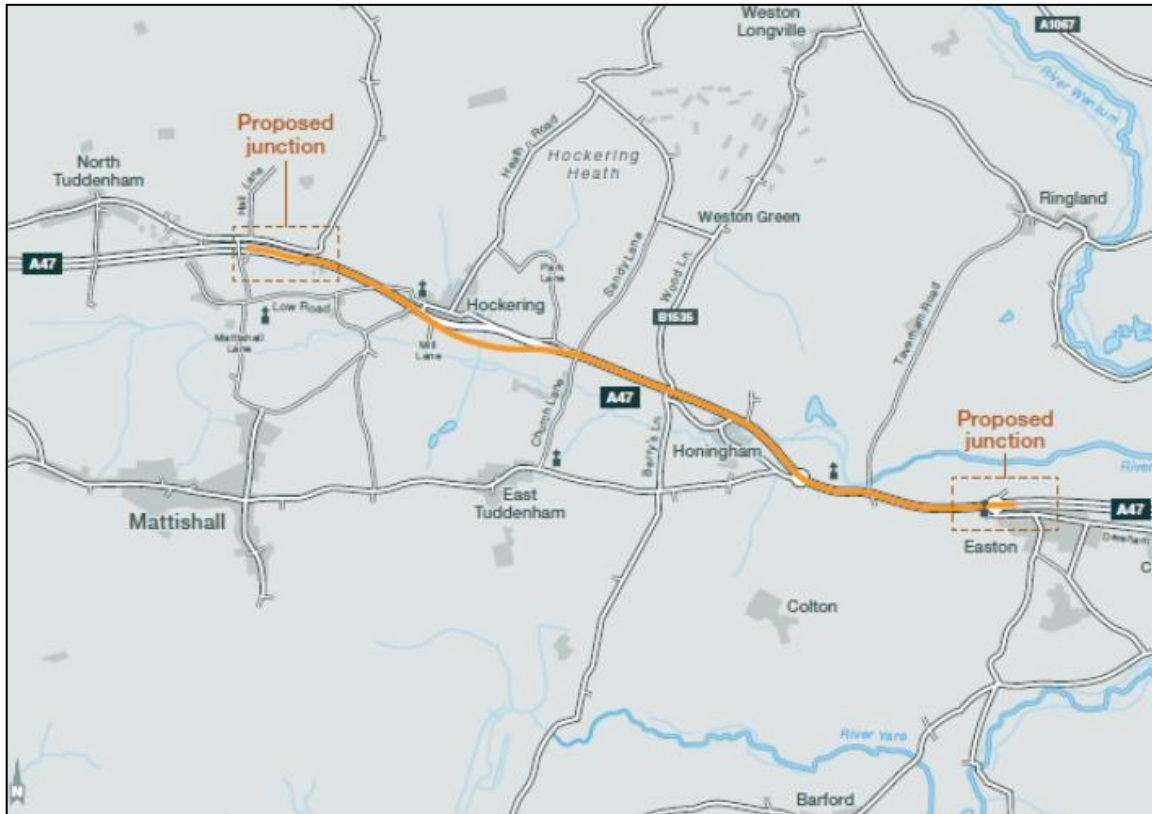 Weston
Longville
A1067
River Wensum
Proposed
junction
Heath Road
Hockering
Heath
North
Tuddenham
Hall Lane
Ringland
Weston Green
Sandy Lane
Park
Lane
Wood Ln
A47
Hockering
Low Road
B1535
Taverham Road
Mattishall
Lane
Mill
Lane
Church Lane
A47
Proposed
junction
Berry's Ln
Honingham
River
East
Tuddenham
A47
Mattishall
Easton
Dereham
C
Colton
River Yare
Barford
N